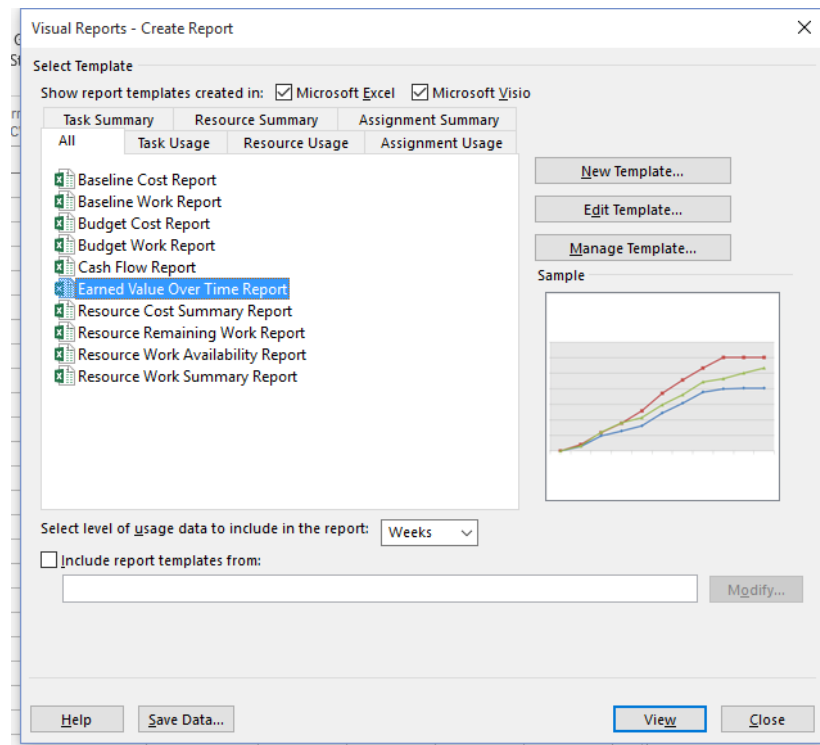 Visual Reports - Create Report
Select Template
Show report templates created in: Microsoft Excel Microsoft Visio
Task Summary Resource Summary Assignment Summary
All Task Usage Resource Usage Assignment Usage
Baseline Cost Report
Baseline Work Report
Budget Cost Report
Budget Work Report
Cash Flow Report
Earned Value Over Time Report
Resource Cost Summary Report
Resource Remaining Work Report
Resource Work Availability Report
Resource Work Summary Report
New Template...
Edit Template...
Manage Template...
Sample
Select level of usage data to include in the report: Weeks
Include report templates from:
Modify...
Help Save Data... View Close